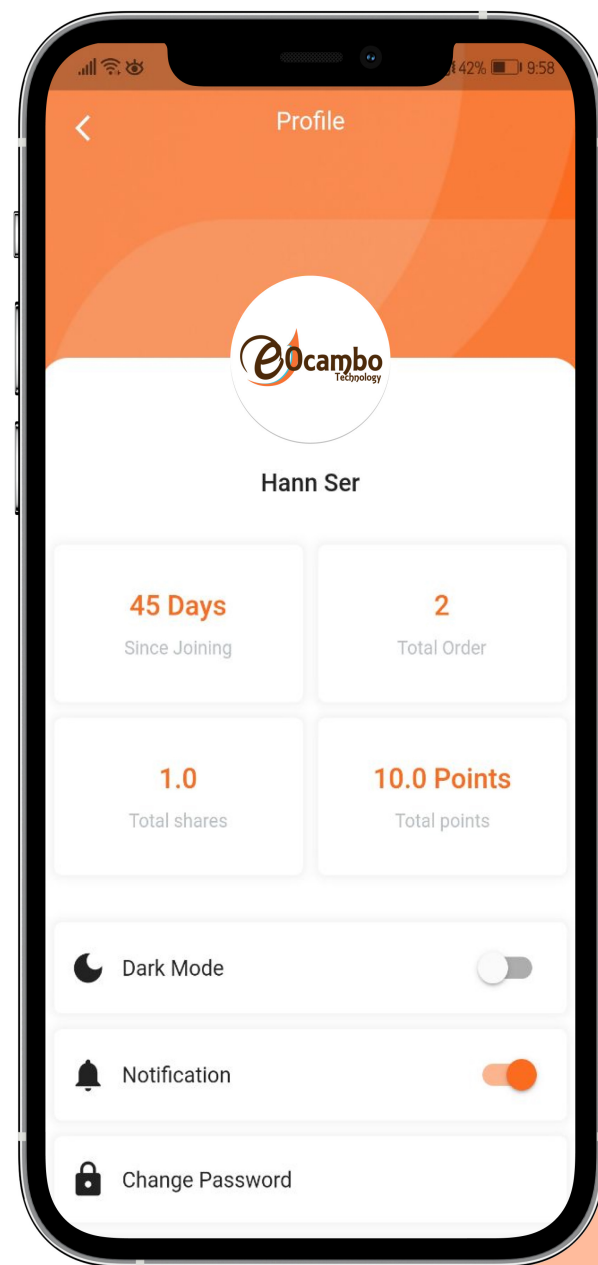 42% 9:58
Profile
eOcambo
Technology
Hann Ser
45 Days
Since Joining
2
Total Order
1.0
Total shares
10.0 Points
Total points
Dark Mode
Notification
Change Password